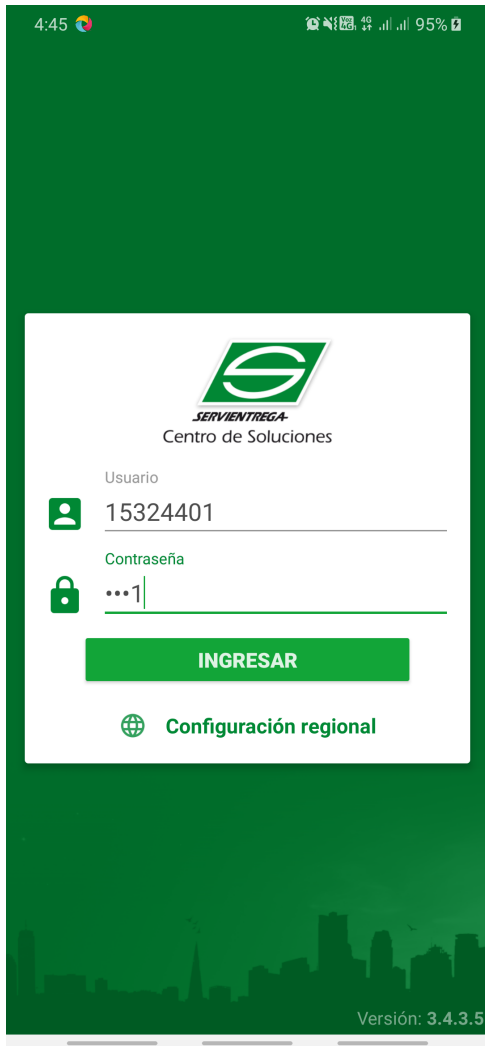 4:45
95%
SERVIENTREGA
Centro de Soluciones
Usuario
15324401
Contraseña
•••1
INGRESAR
Configuración regional
Versión: 3.4.3.5